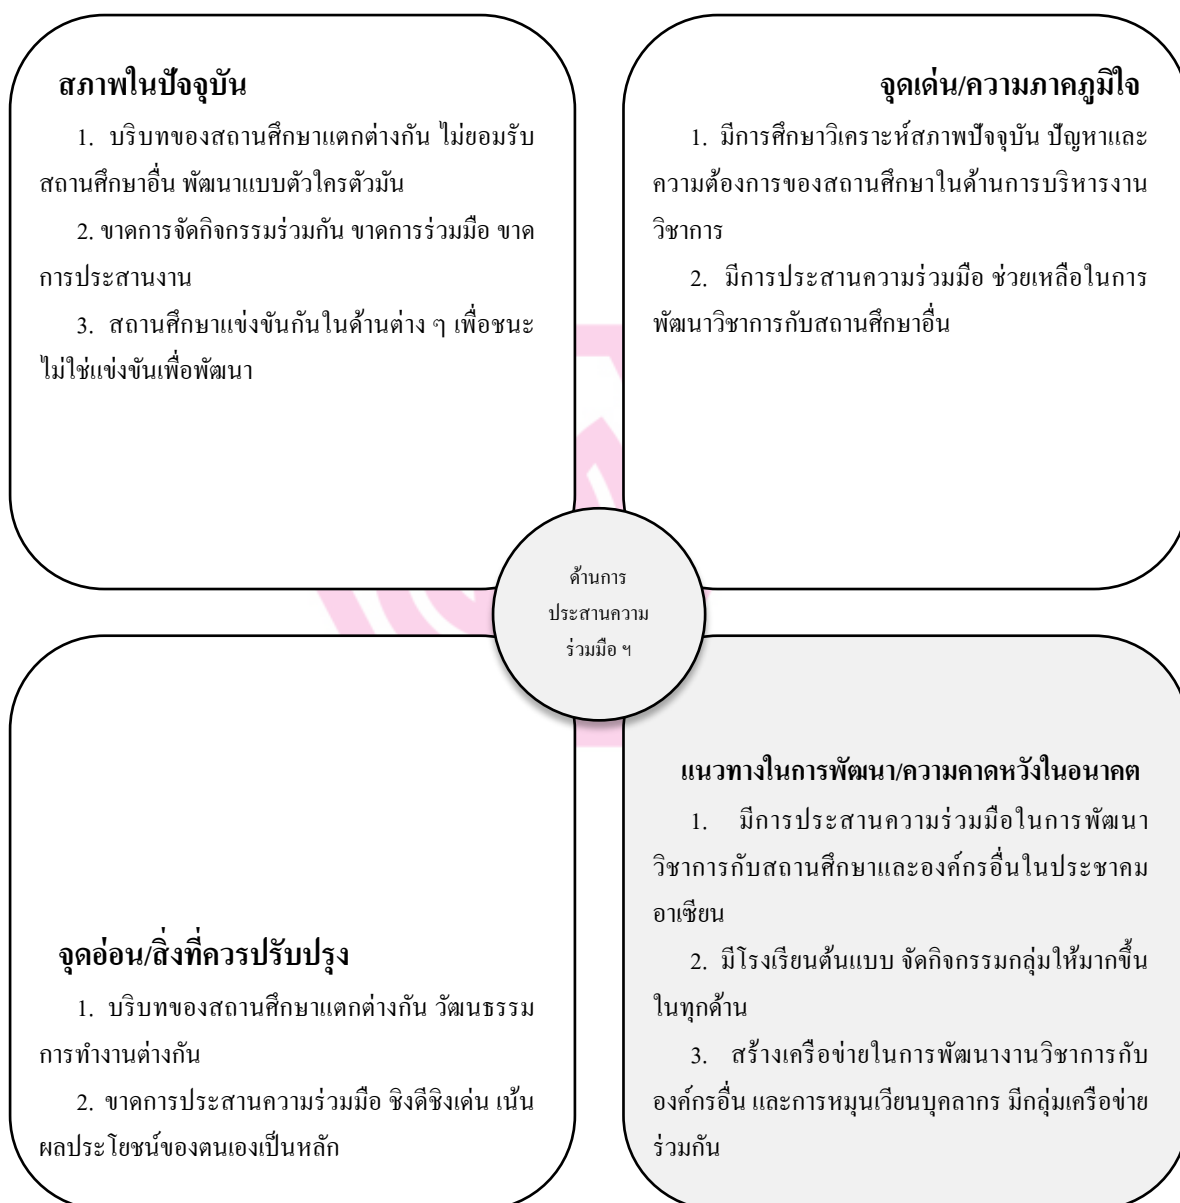 สภาพในปัจจุบัน
1. บริบทของสถานศึกษาแตกต่างกัน ไม่ยอมรับ
สถานศึกษาอื่น พัฒนาแบบตัวใครตัวมัน
2. ขาดการจัดกิจกรรมร่วมกัน ขาดการร่วมมือ ขาด
การประสานงาน
3. สถานศึกษาแข่งขันกันในด้านต่าง ๆ เพื่อชนะ
ไม่ใช่แข่งขันเพื่อพัฒนา
จุดเด่น/ความภาคภูมิใจ
1. มีการศึกษาวิเคราะห์สภาพปัจจุบัน ปัญหาและ
ความต้องการของสถานศึกษาในด้านการบริหารงาน
วิชาการ
2. มีการประสานความร่วมมือ ช่วยเหลือในการ
พัฒนาวิชาการกับสถานศึกษาอื่น
ด้านการ
ประสานความ
ร่วมมือ ฯ
จุดอ่อน/สิ่งที่ควรปรับปรุง
1. บริบทของสถานศึกษาแตกต่างกัน วัฒนธรรม
การทำงานต่างกัน
2. ขาดการประสานความร่วมมือ ชิงดีชิงเด่น เน้น
ผลประโยชน์ของตนเองเป็นหลัก
แนวทางในการพัฒนา/ความคาดหวังในอนาคต
1. มีการประสานความร่วมมือในการพัฒนา
วิชาการกับสถานศึกษาและองค์กรอื่นในประชาคม
อาเซียน
2. มีโรงเรียนต้นแบบ จัดกิจกรรมกลุ่มให้มากขึ้น
ในทุกด้าน
3. สร้างเครือข่ายในการพัฒนางานวิชาการกับ
องค์กรอื่น และการหมุนเวียนบุคลากร มีกลุ่มเครือข่าย
ร่วมกัน